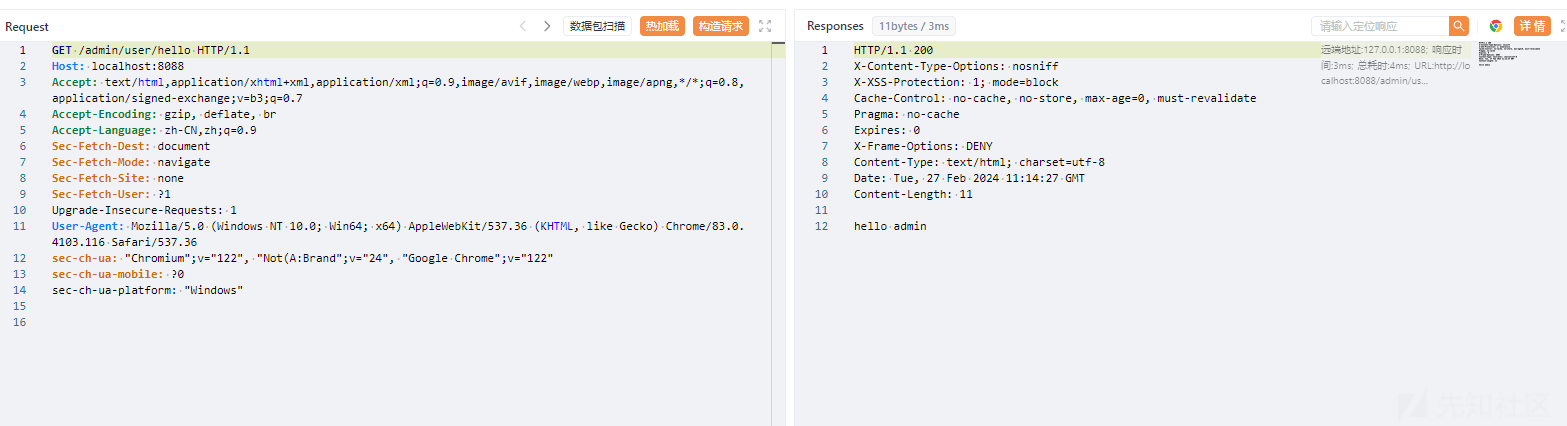 Request
数据包扫描
热加载
构造请求
1 GET /admin/user/hello HTTP/1.1
2 Host: localhost:8088
3 Accept: text/html,application/xhtml+xml,application/xml;q=0.9,image/avif,image/webp,image/apng,*/*;q=0.8,
application/signed-exchange;v=b3;q=0.7
4 Accept-Encoding: gzip, deflate, br
5 Accept-Language: zh-CN,zh;q=0.9
6 Sec-Fetch-Dest: document
7 Sec-Fetch-Mode: navigate
8 Sec-Fetch-Site: none
9 Sec-Fetch-User: ?1
10 Upgrade-Insecure-Requests: 1
11 User-Agent: Mozilla/5.0 (Windows NT 10.0; Win64; x64) AppleWebKit/537.36 (KHTML, like Gecko) Chrome/83.0.
4103.116 Safari/537.36
12 sec-ch-ua: "Chromium";v="122", "Not(A:Brand";v="24", "Google Chrome";v="122"
13 sec-ch-ua-mobile: ?0
14 sec-ch-ua-platform: "Windows"
15
16
Responses
11bytes / 3ms
请输入定位响应
详情
1 HTTP/1.1 200
2 X-Content-Type-Options: nosniff
3 X-XSS-Protection: 1; mode=block
4 Cache-Control: no-cache, no-store, max-age=0, must-revalidate
5 Pragma: no-cache
6 Expires: 0
7 X-Frame-Options: DENY
8 Content-Type: text/html; charset=utf-8
9 Date: Tue, 27 Feb 2024 11:14:27 GMT
10 Content-Length: 11
11
12 hello admin
远端地址:127.0.0.1:8088; 响应时
间:3ms; 总耗时:4ms; URL:http://lo
calhost:8088/admin/us...
先知社区